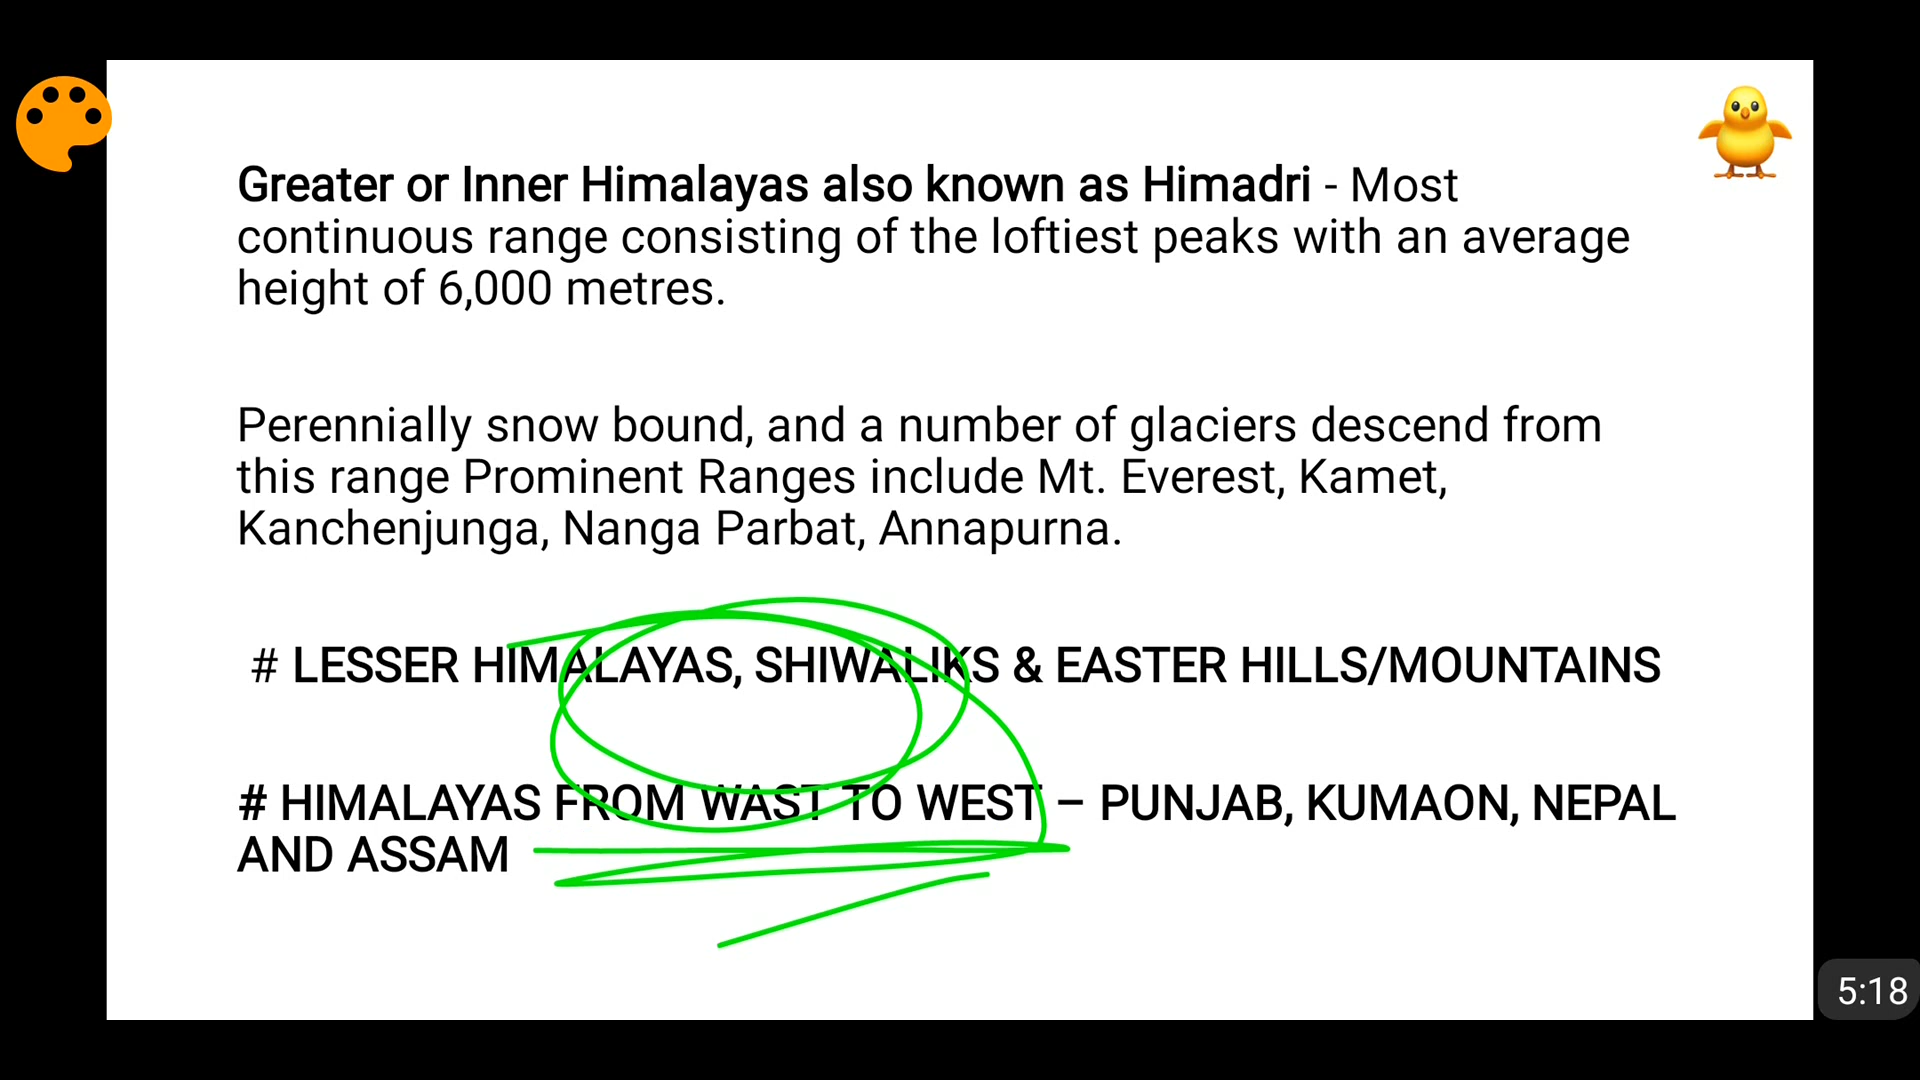 Greater or Inner Himalayas also known as Himadri - Most
continuous range consisting of the loftiest peaks with an average
height of 6,000 metres.
Perennially snow bound, and a number of glaciers descend from
this range Prominent Ranges include Mt. Everest, Kamet,
Kanchenjunga, Nanga Parbat, Annapurna.
# LESSER HIMALAYAS, SHIWALIKS & EASTER HILLS/MOUNTAINS
# HIMALAYAS FROM WAST TO WEST – PUNJAB, KUMAON, NEPAL
AND ASSAM
5:18